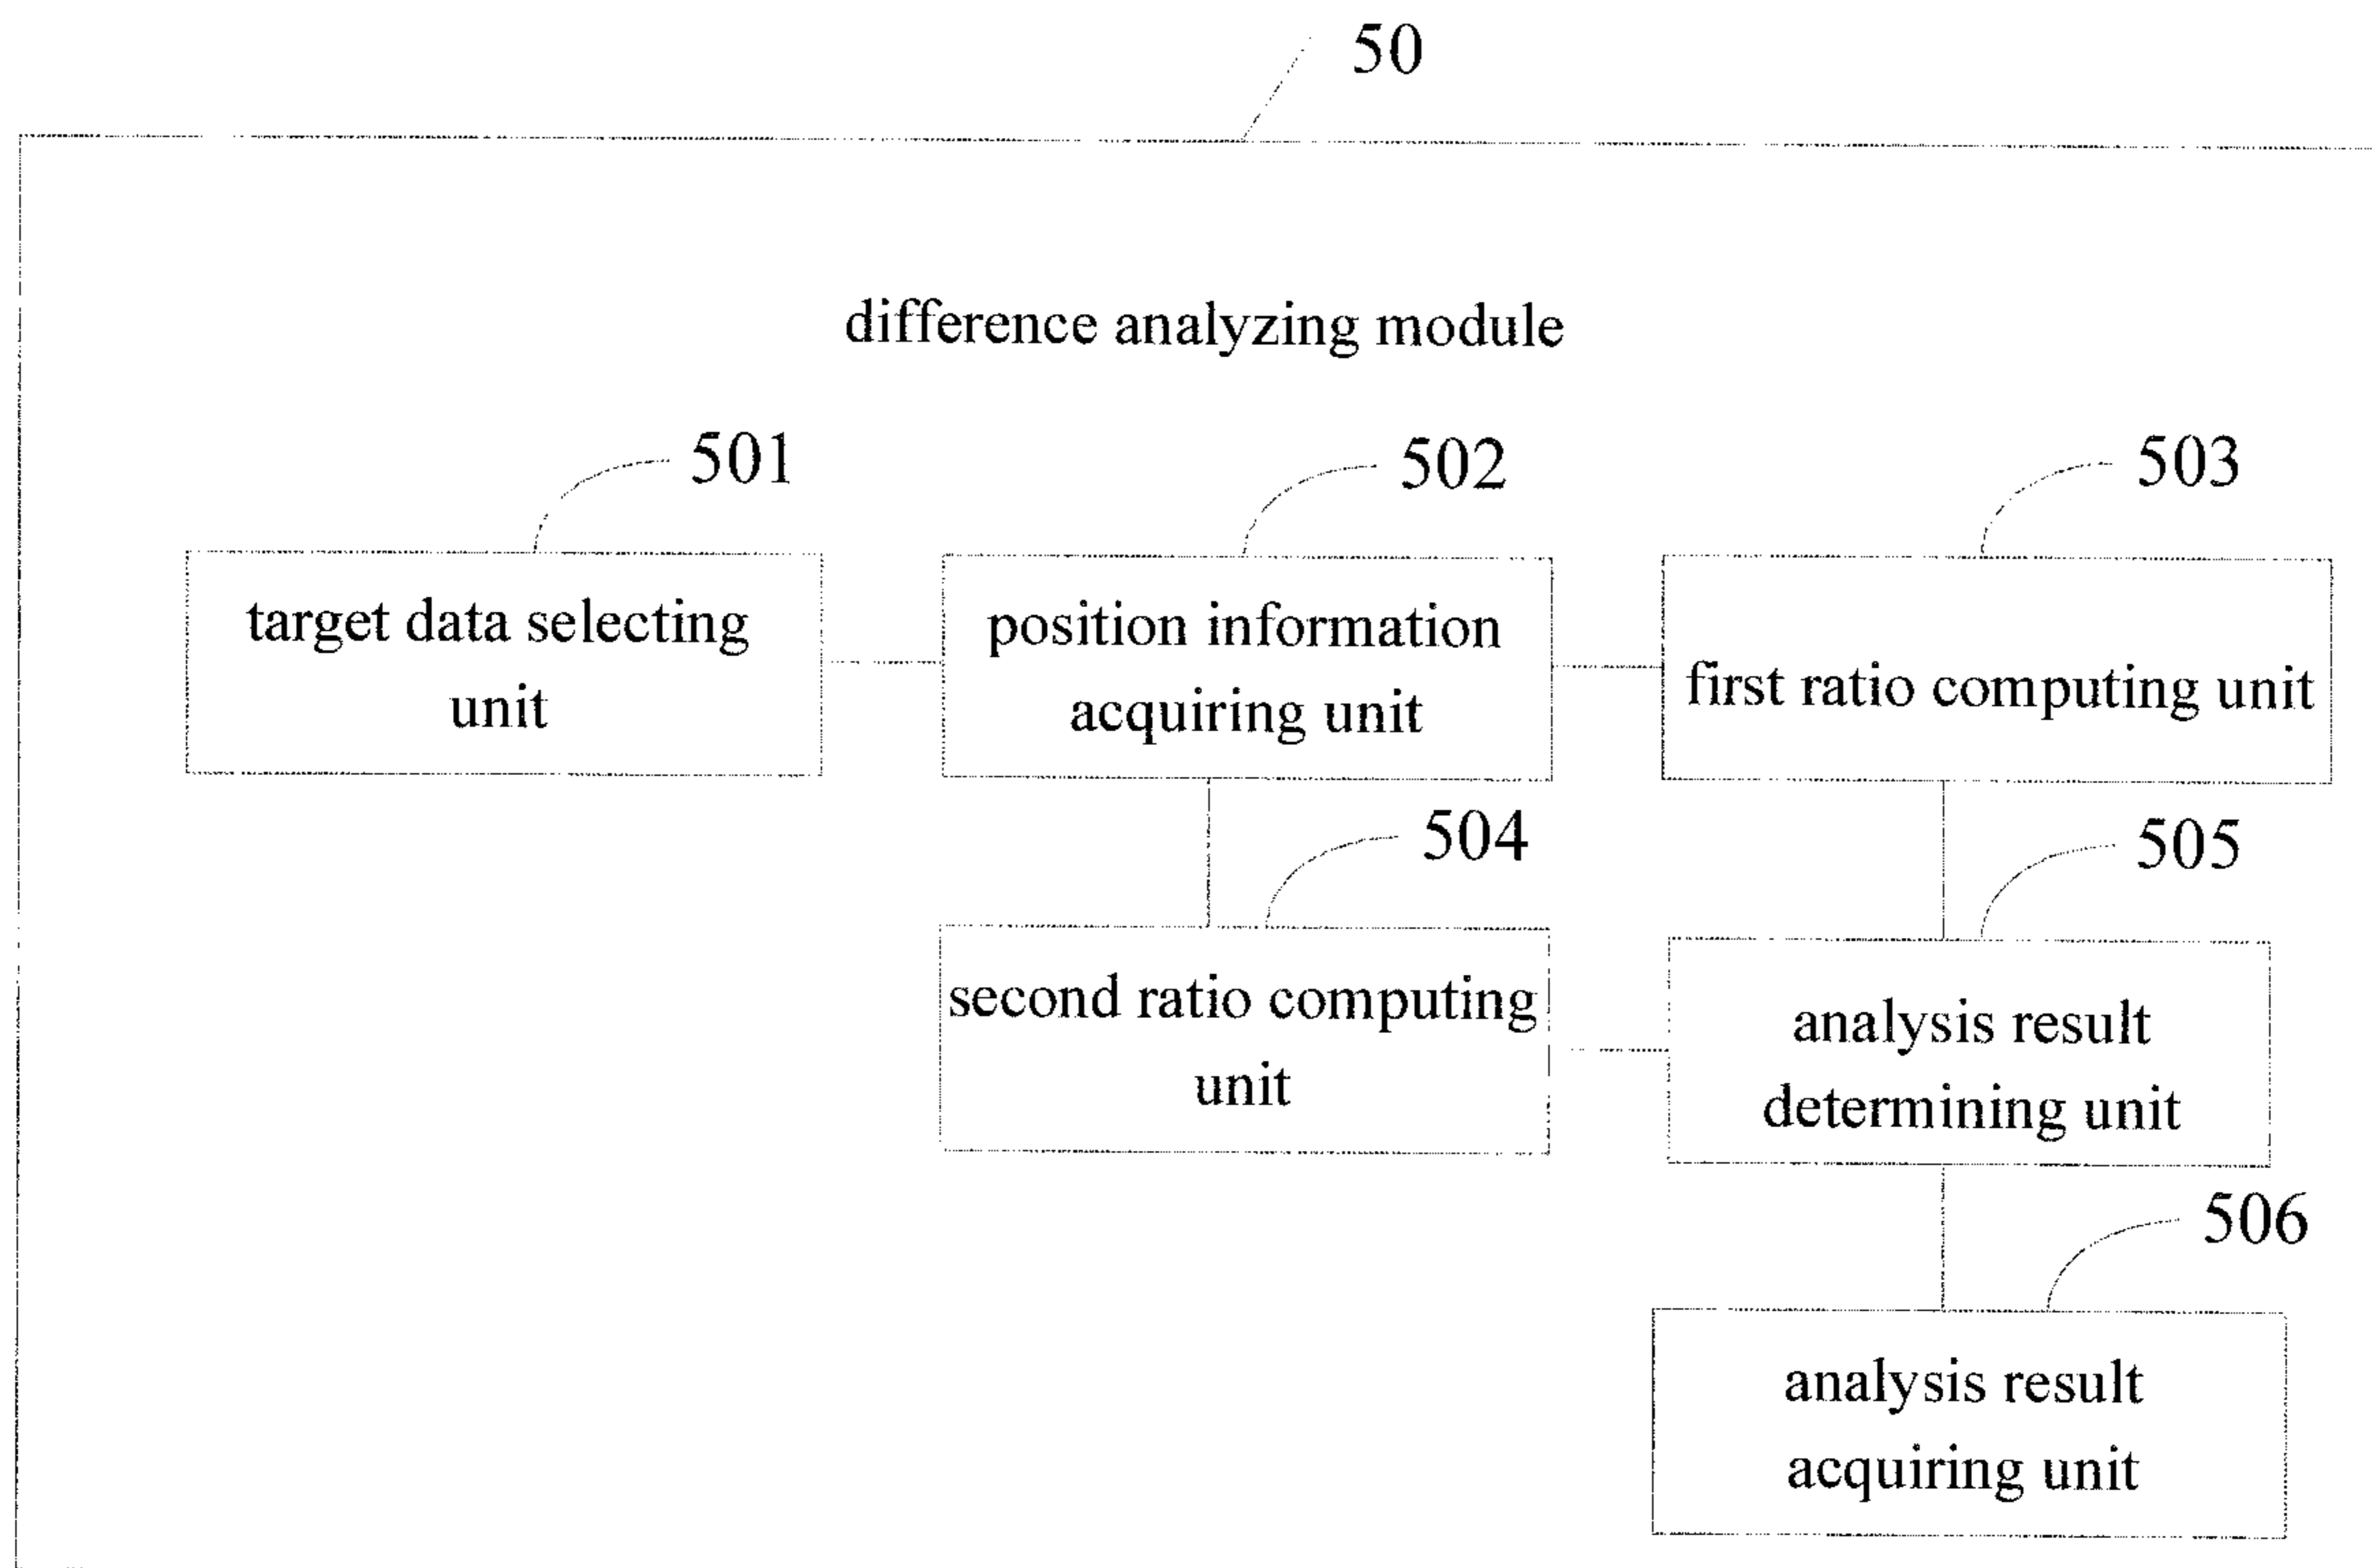 50
difference analyzing module
501
502
503
target data selecting
unit
position information
acquiring unit
first ratio computing unit
504
505
second ratio computing
unit
analysis result
determining unit
506
analysis result
acquiring unit